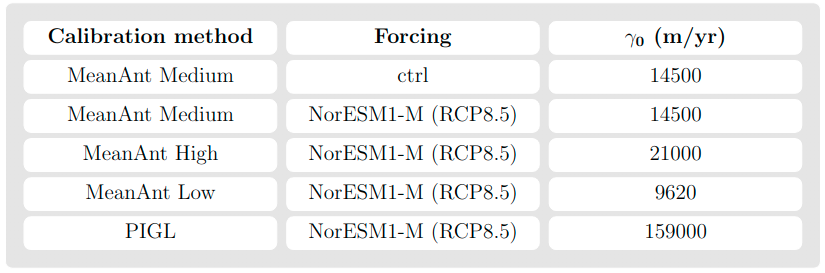 Calibration method Forcing γ₀ (m/yr)
MeanAnt Medium ctrl 14500
MeanAnt Medium NorESM1-M (RCP8.5) 14500
MeanAnt High NorESM1-M (RCP8.5) 21000
MeanAnt Low NorESM1-M (RCP8.5) 9620
PIGL NorESM1-M (RCP8.5) 159000